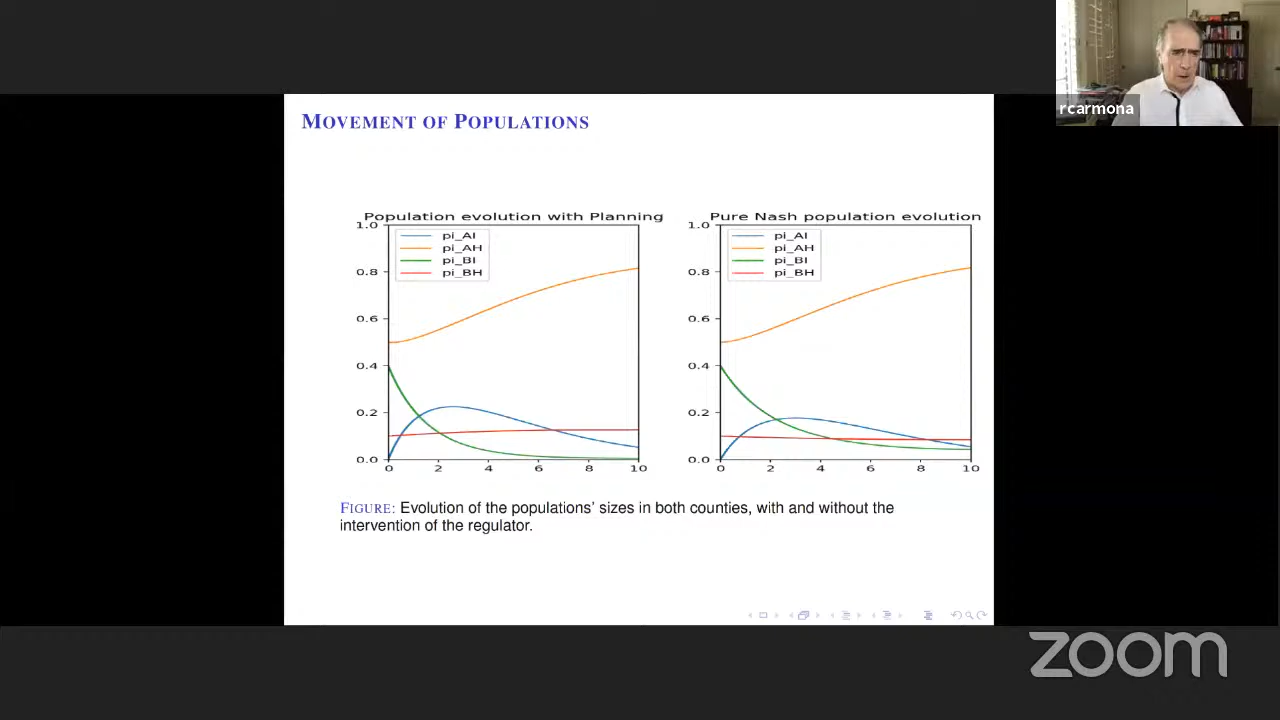 rcarmona
MOVEMENT OF POPULATIONS
Population evolution with Planning
1.0
0.8
0.6
0.4
0.2
0.0
pi_AI
pi_AH
pi_BI
pi_BH
0 2 4 6 8 10
Pure Nash population evolution
1.0
0.8
0.6
0.4
0.2
0.0
pi_AI
pi_AH
pi_BI
pi_BH
0 2 4 6 8 10
FIGURE: Evolution of the populations' sizes in both counties, with and without the
intervention of the regulator.
zoom